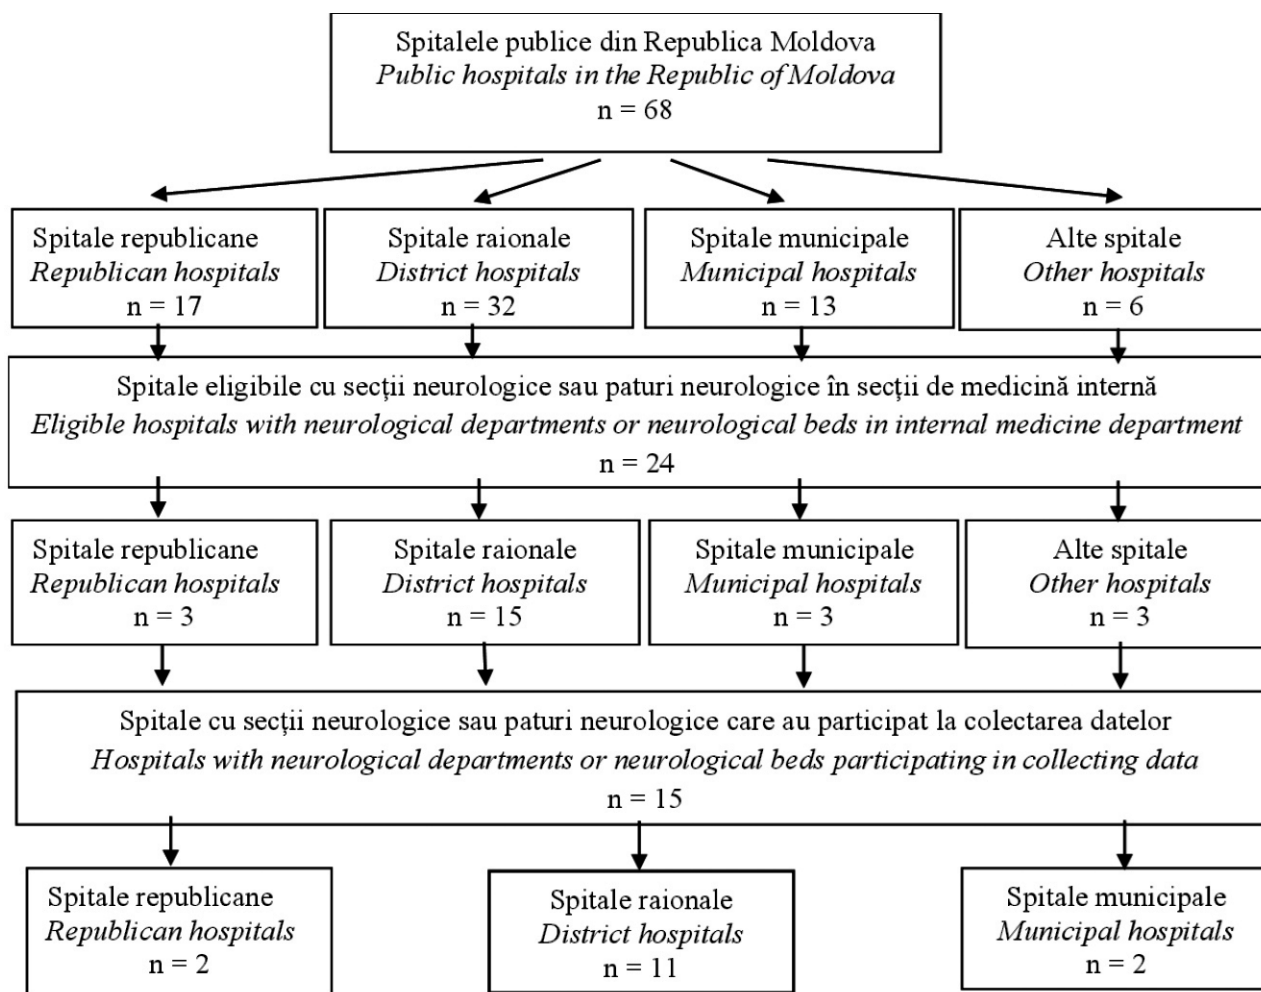 Spitalele publice din Republica Moldova
Public hospitals in the Republic of Moldova
n = 68
Spitale republicane
Republican hospitals
n = 17
Spitale raionale
District hospitals
n = 32
Spitale municipale
Municipal hospitals
n = 13
Alte spitale
Other hospitals
n = 6
Spitale eligibile cu secții neurologice sau paturi neurologice în secții de medicină internă
Eligible hospitals with neurological departments or neurological beds in internal medicine department
n = 24
Spitale republicane
Republican hospitals
n = 3
Spitale raionale
District hospitals
n = 15
Spitale municipale
Municipal hospitals
n = 3
Alte spitale
Other hospitals
n = 3
Spitale cu secții neurologice sau paturi neurologice care au participat la colectarea datelor
Hospitals with neurological departments or neurological beds participating in collecting data
n = 15
Spitale republicane
Republican hospitals
n = 2
Spitale raionale
District hospitals
n = 11
Spitale municipale
Municipal hospitals
n = 2